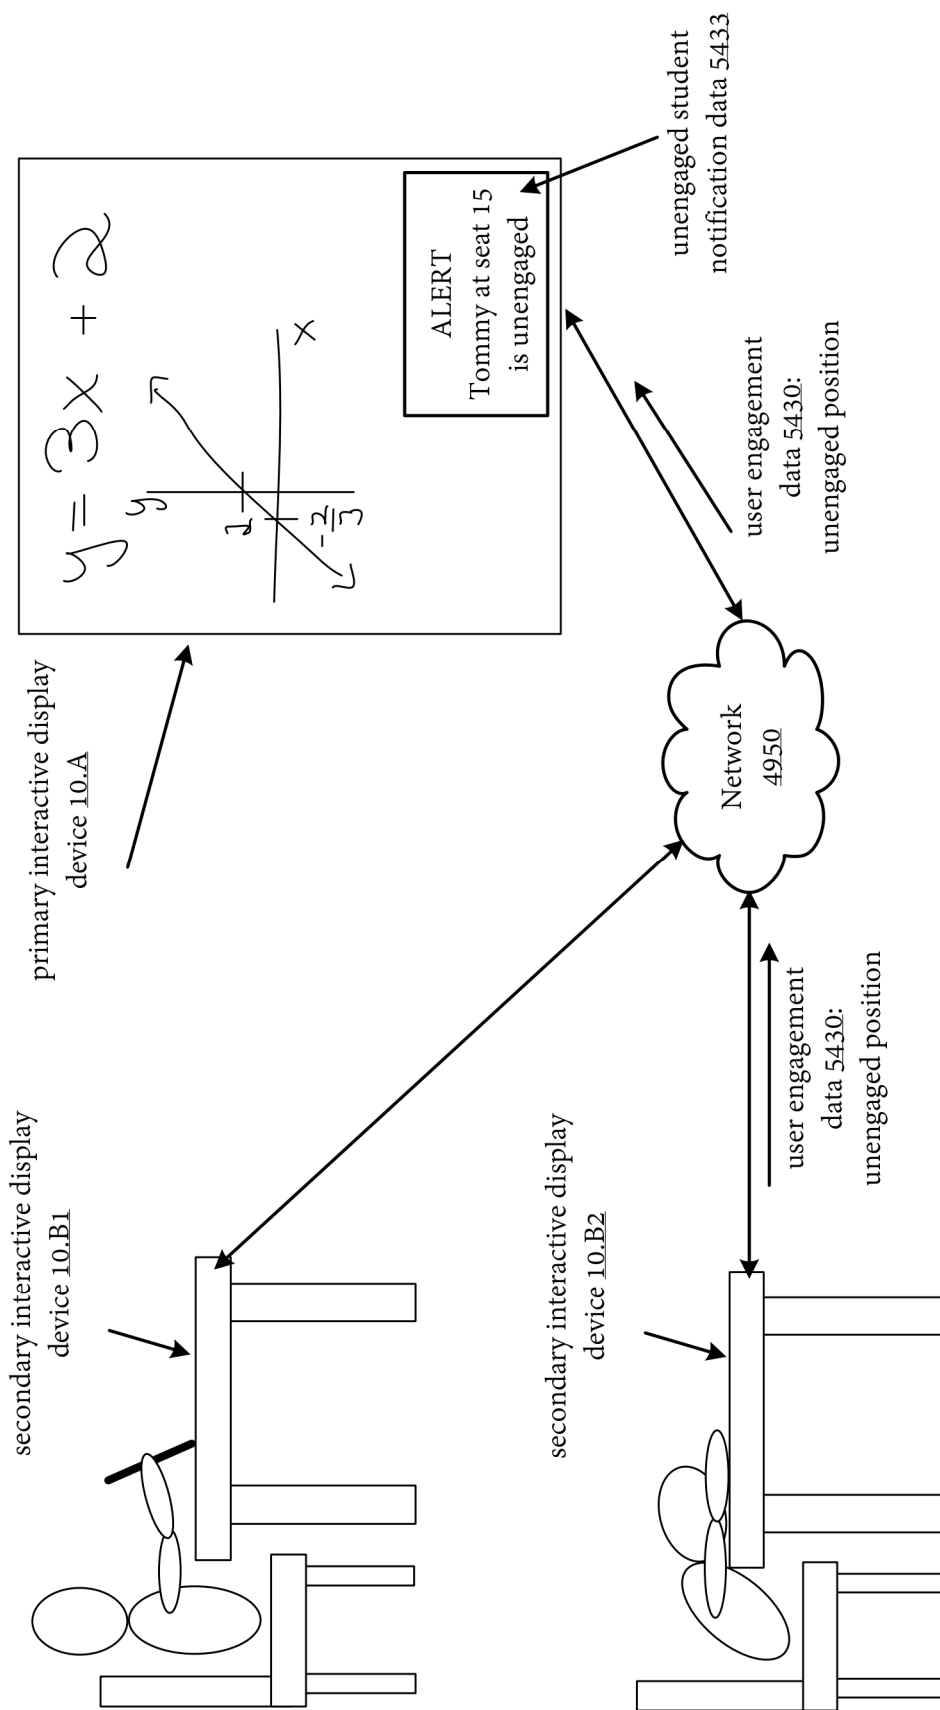 secondary interactive display
device 10.B1
primary interactive display
device 10.A
y = 3x + 2
y
2
x
-2/3
ALERT
Tommy at seat 15
is unengaged
unengaged student
notification data 5433
secondary interactive display
device 10.B2
Network
4950
user engagement
data 5430:
unengaged position
user engagement
data 5430:
unengaged position